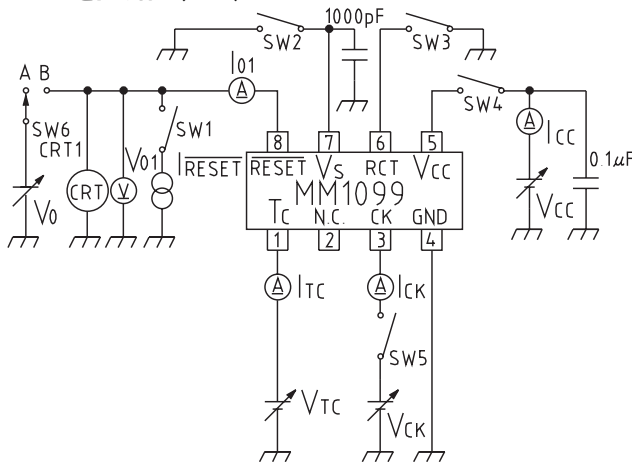 1000pF
SW2
SW3
A B
I01
SW4
SW6
CRT1
SW1
ICC
CRT
V
V01
IRESET
8 7 6 5
RESET VS RCT VCC
MM1099
TC N.C. CK GND
1 2 3 4
A
A
A
A
0.1μF
VO
VCC
ITC
ICK
SW5
VTC
VCK